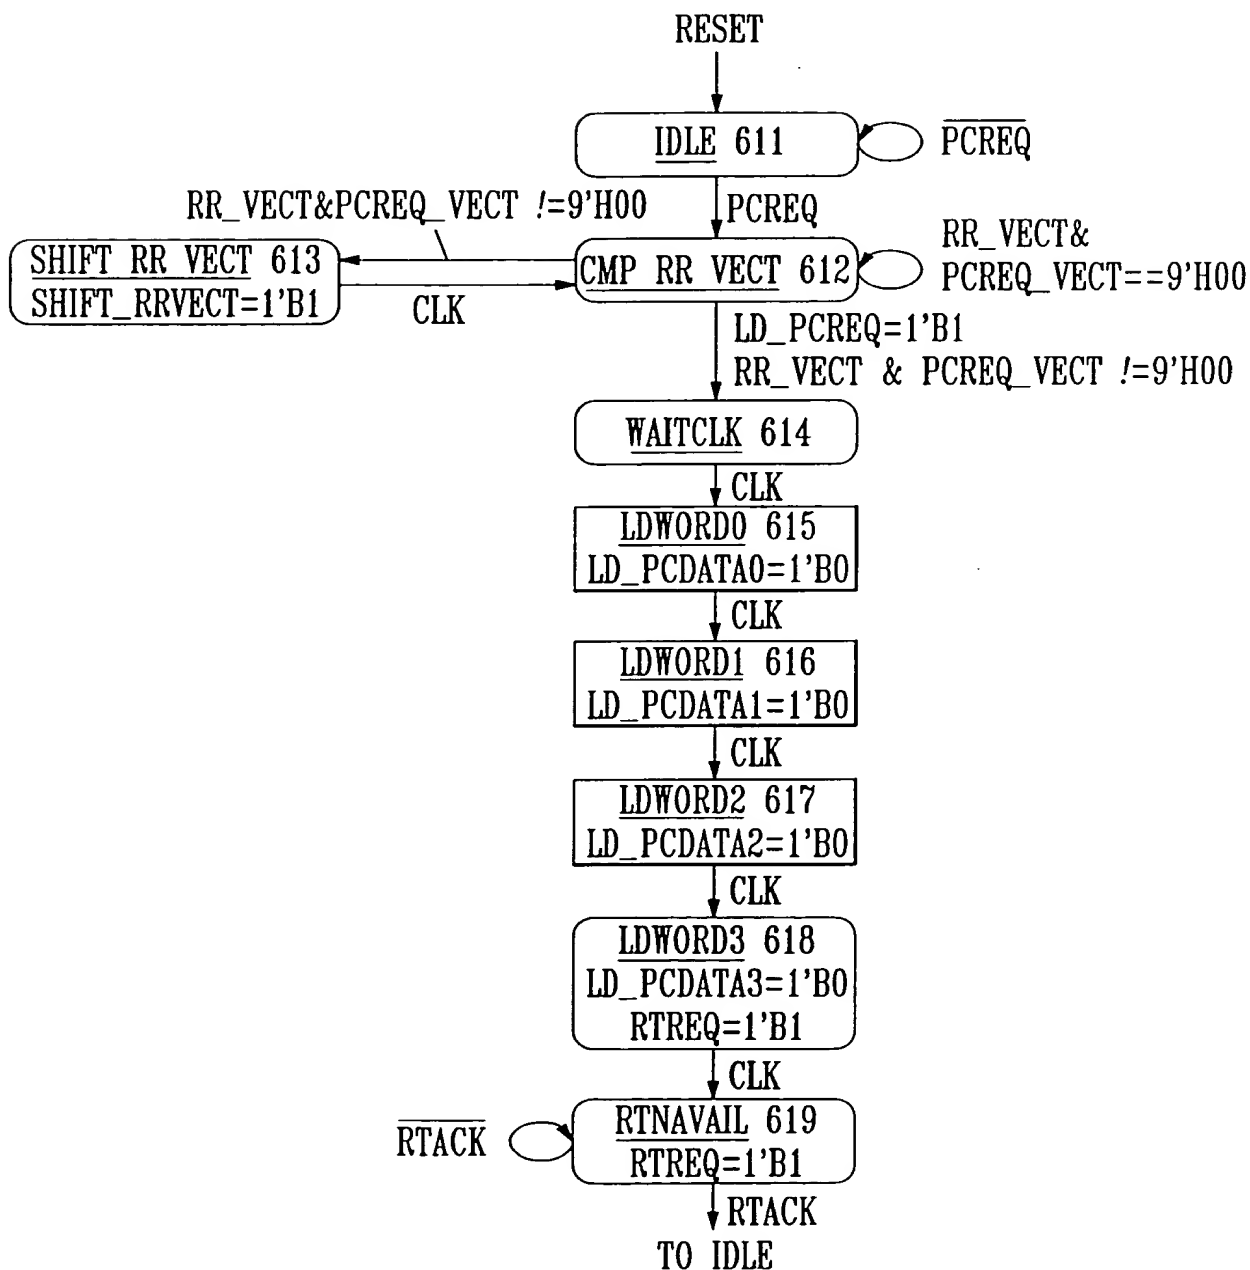 RESET
IDLE 611
PCREQ
RR_VECT&PCREQ_VECT !=9'H00
PCREQ
RR_VECT&
PCREQ_VECT==9'H00
SHIFT RR VECT 613
SHIFT_RRVECT=1'B1
CLK
CMP RR VECT 612
LD_PCREQ=1'B1
RR_VECT & PCREQ_VECT !=9'H00
WAITCLK 614
CLK
LDWORD0 615
LD_PCDATA0=1'B0
CLK
LDWORD1 616
LD_PCDATA1=1'B0
CLK
LDWORD2 617
LD_PCDATA2=1'B0
CLK
LDWORD3 618
LD_PCDATA3=1'B0
RTREQ=1'B1
CLK
RTACK
RTNAVAIL 619
RTREQ=1'B1
RTACK
TO IDLE